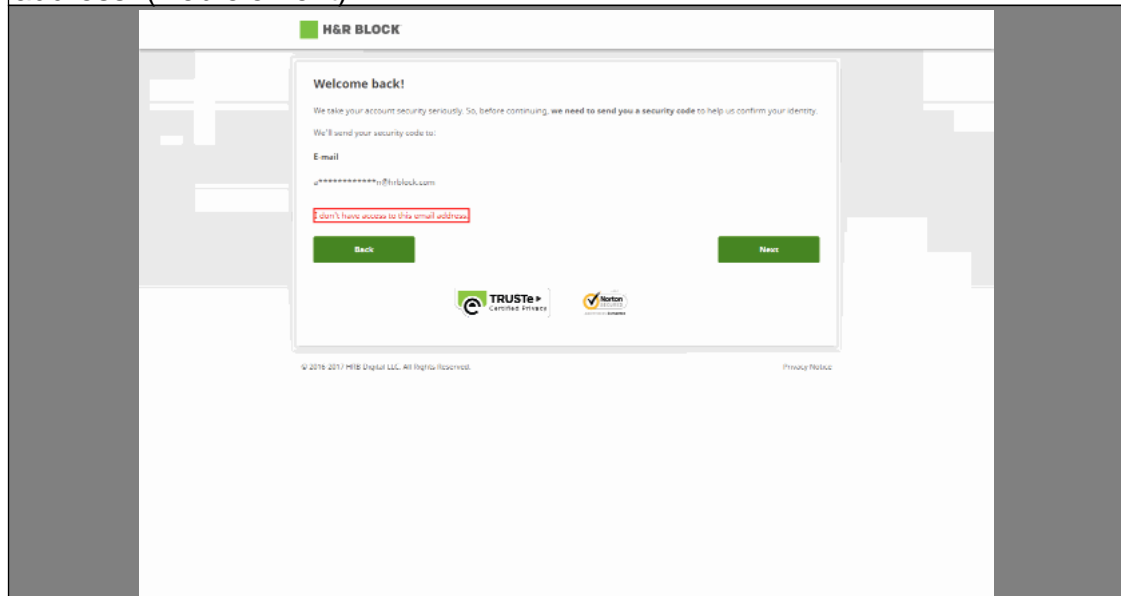 H&R BLOCK
Welcome back!
We take your account security seriously. So, before continuing, we need to send you a security code to help us confirm your identity.
We'll send your security code to:
E-mail
a************n@hrblock.com
I don't have access to this email address.
Back
Next
TRUSTe
Certified Privacy
Norton
SECURED
© 2016-2017 HRB Digital LLC. All Rights Reserved.
Privacy Notice